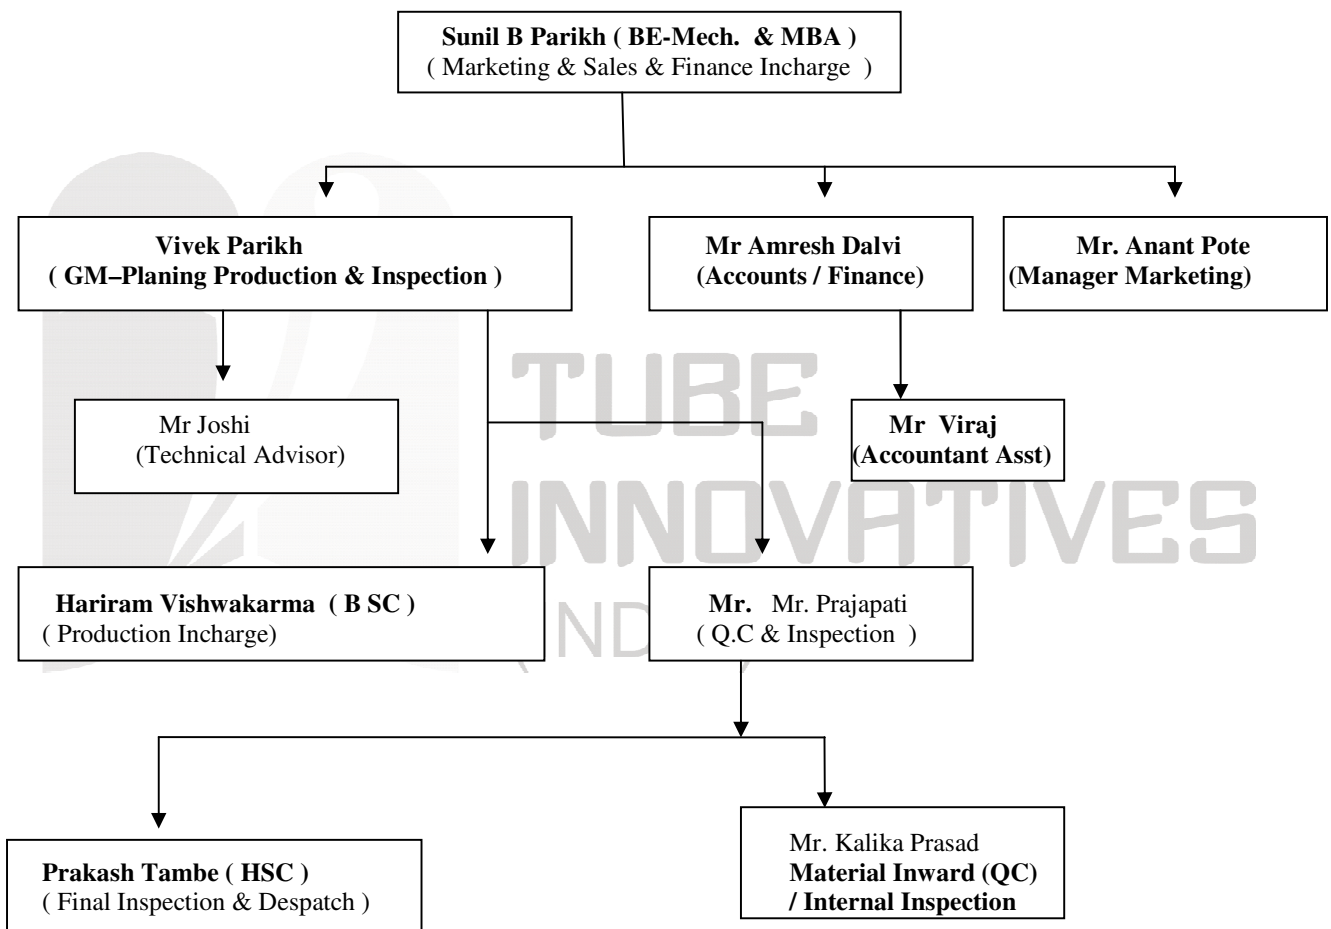 Sunil B Parikh ( BE-Mech. & MBA )
( Marketing & Sales & Finance Incharge )
Vivek Parikh
( GM–Planing Production & Inspection )
Mr Amresh Dalvi
(Accounts / Finance)
Mr. Anant Pote
(Manager Marketing)
Mr Joshi
(Technical Advisor)
Mr Viraj
(Accountant Asst)
TUBE
INNOVATIVES
Hariram Vishwakarma ( B SC )
( Production Incharge)
Mr. Mr. Prajapati
( Q.C & Inspection )
Prakash Tambe ( HSC )
( Final Inspection & Despatch )
Mr. Kalika Prasad
Material Inward (QC)
/ Internal Inspection